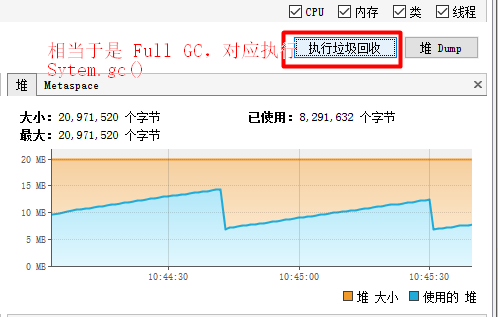 CPU 内存 类 线程
相当于是 Full GC. 对应执行 执行垃圾回收 堆 Dump
Sytem.gc()
堆 Metaspace
大小: 20,971,520 个字节 已使用: 8,291,632 个字节
最大: 20,971,520 个字节
20 MB
15 MB
10 MB
5 MB
0 MB
10:44:30 10:45:00 10:45:30
堆 大小 使用的 堆